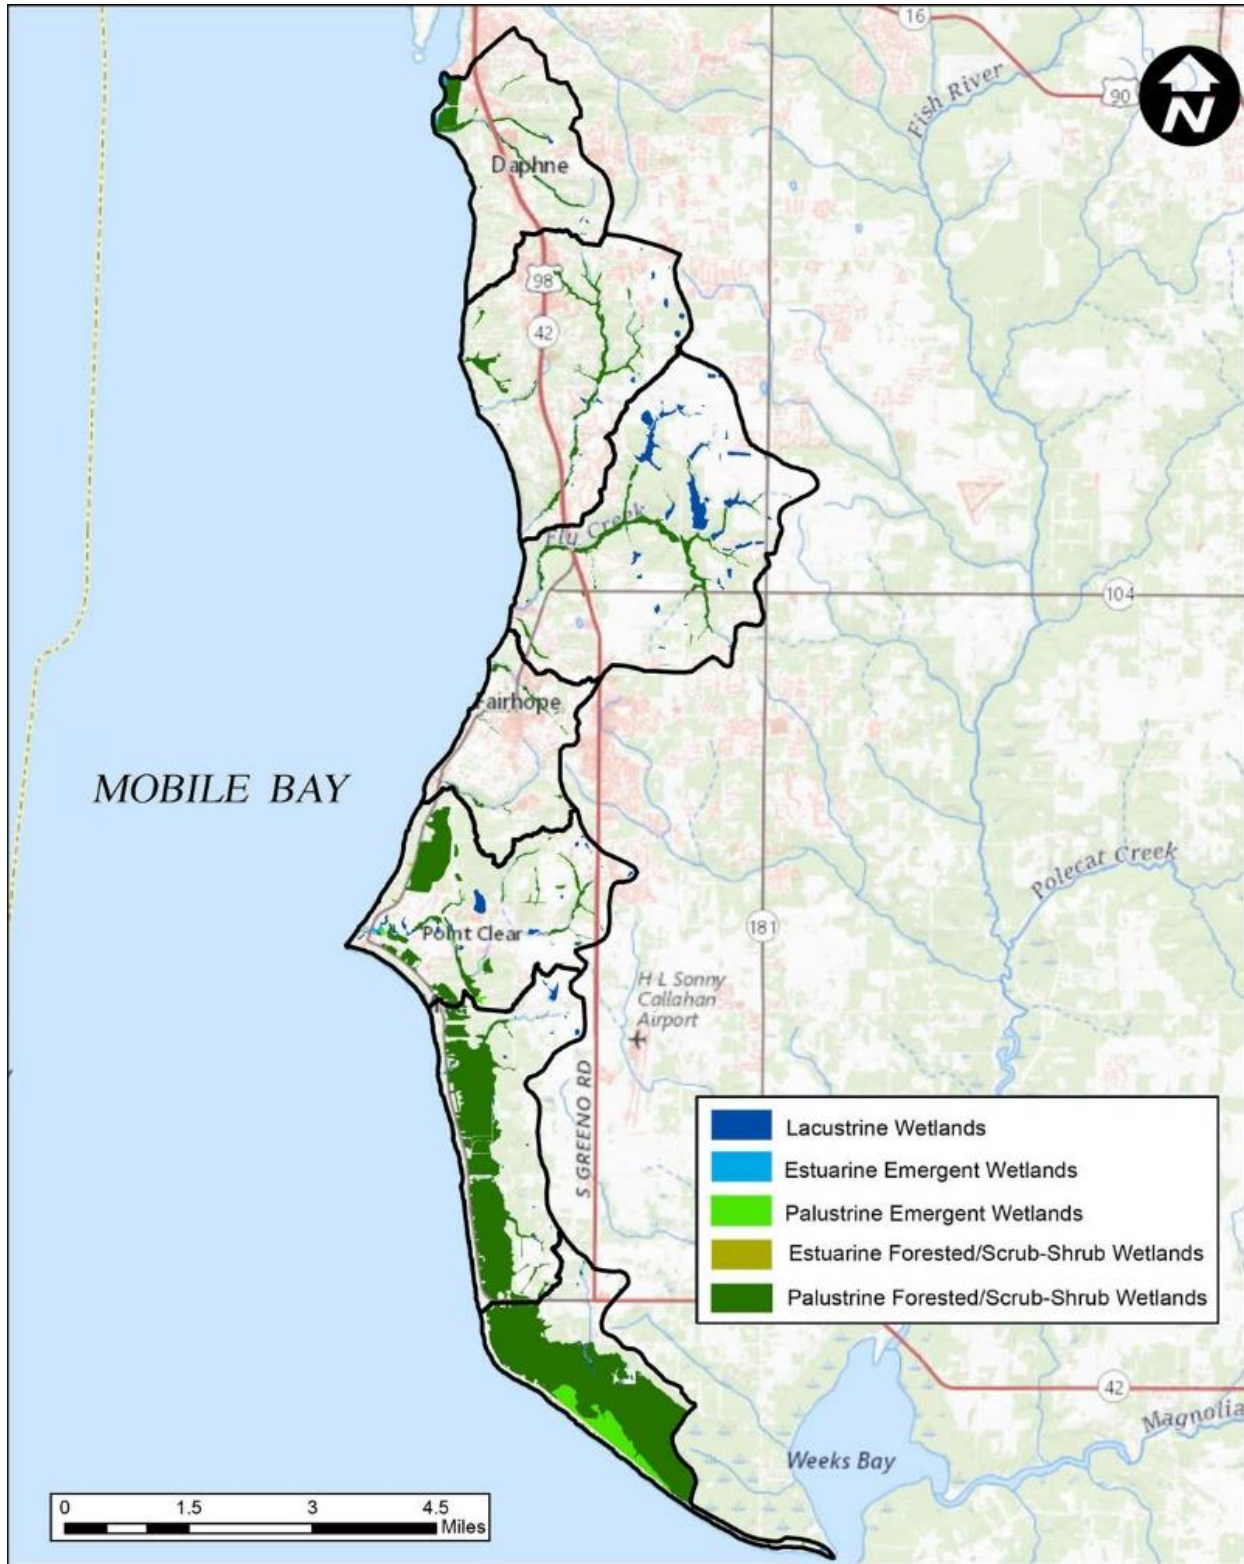 16
90
N
Fish River
Daphne
98
42
Fly Creek
104
Fairhope
MOBILE BAY
Polecat Creek
Point Clear
181
H L Sonny
Callahan
Airport
S GREENO RD
Lacustrine Wetlands
Estuarine Emergent Wetlands
Palustrine Emergent Wetlands
Estuarine Forested/Scrub-Shrub Wetlands
Palustrine Forested/Scrub-Shrub Wetlands
42
Magnolia
Weeks Bay
0 1.5 3 4.5
Miles